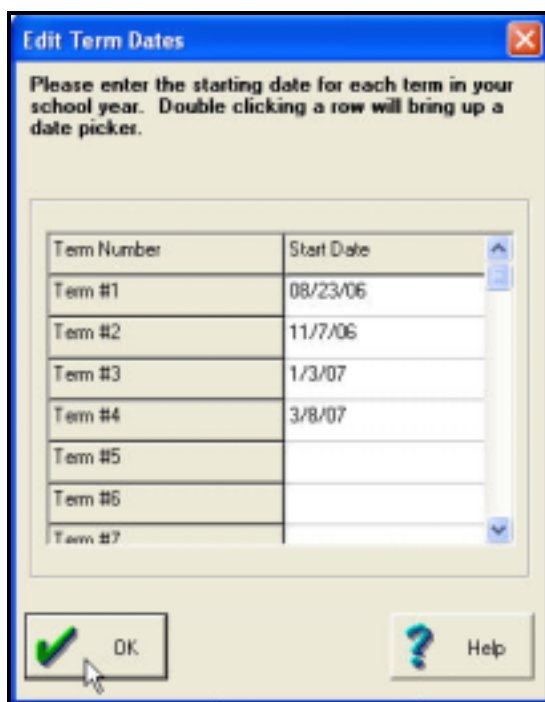 Edit Term Dates
Please enter the starting date for each term in your
school year. Double clicking a row will bring up a
date picker.
Term Number Start Date
Term #1 08/23/06
Term #2 11/7/06
Term #3 1/3/07
Term #4 3/8/07
Term #5
Term #6
Term #7
OK Help